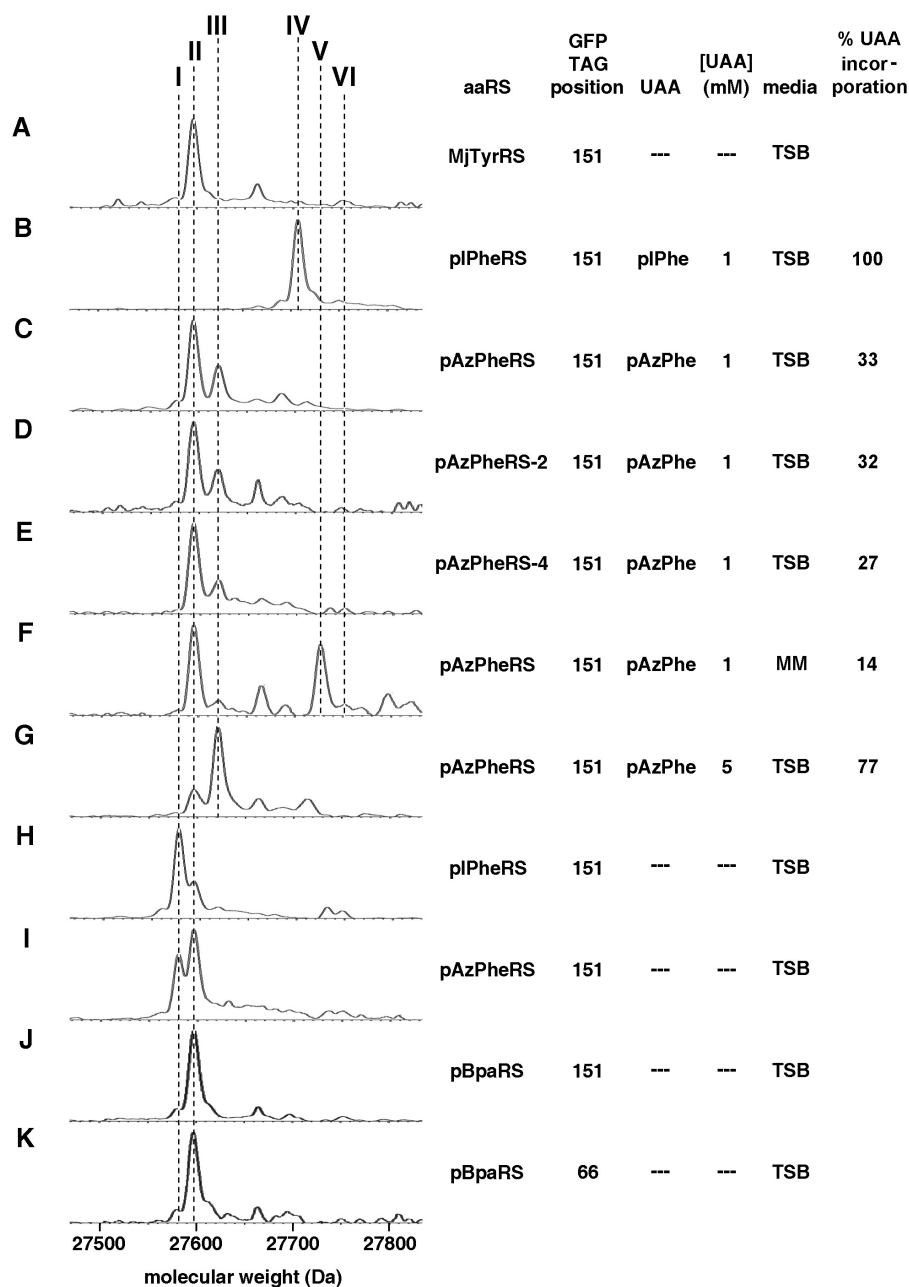 I II III IV V VI
aaRS GFP TAG position UAA [UAA] (mM) media % UAA incor-poration
A MjTyrRS 151 --- --- TSB
B pIPheRS 151 pIPhe 1 TSB 100
C pAzPheRS 151 pAzPhe 1 TSB 33
D pAzPheRS-2 151 pAzPhe 1 TSB 32
E pAzPheRS-4 151 pAzPhe 1 TSB 27
F pAzPheRS 151 pAzPhe 1 MM 14
G pAzPheRS 151 pAzPhe 5 TSB 77
H pIPheRS 151 --- --- TSB
I pAzPheRS 151 --- --- TSB
J pBpaRS 151 --- --- TSB
K pBpaRS 66 --- --- TSB
27500 27600 27700 27800
molecular weight (Da)